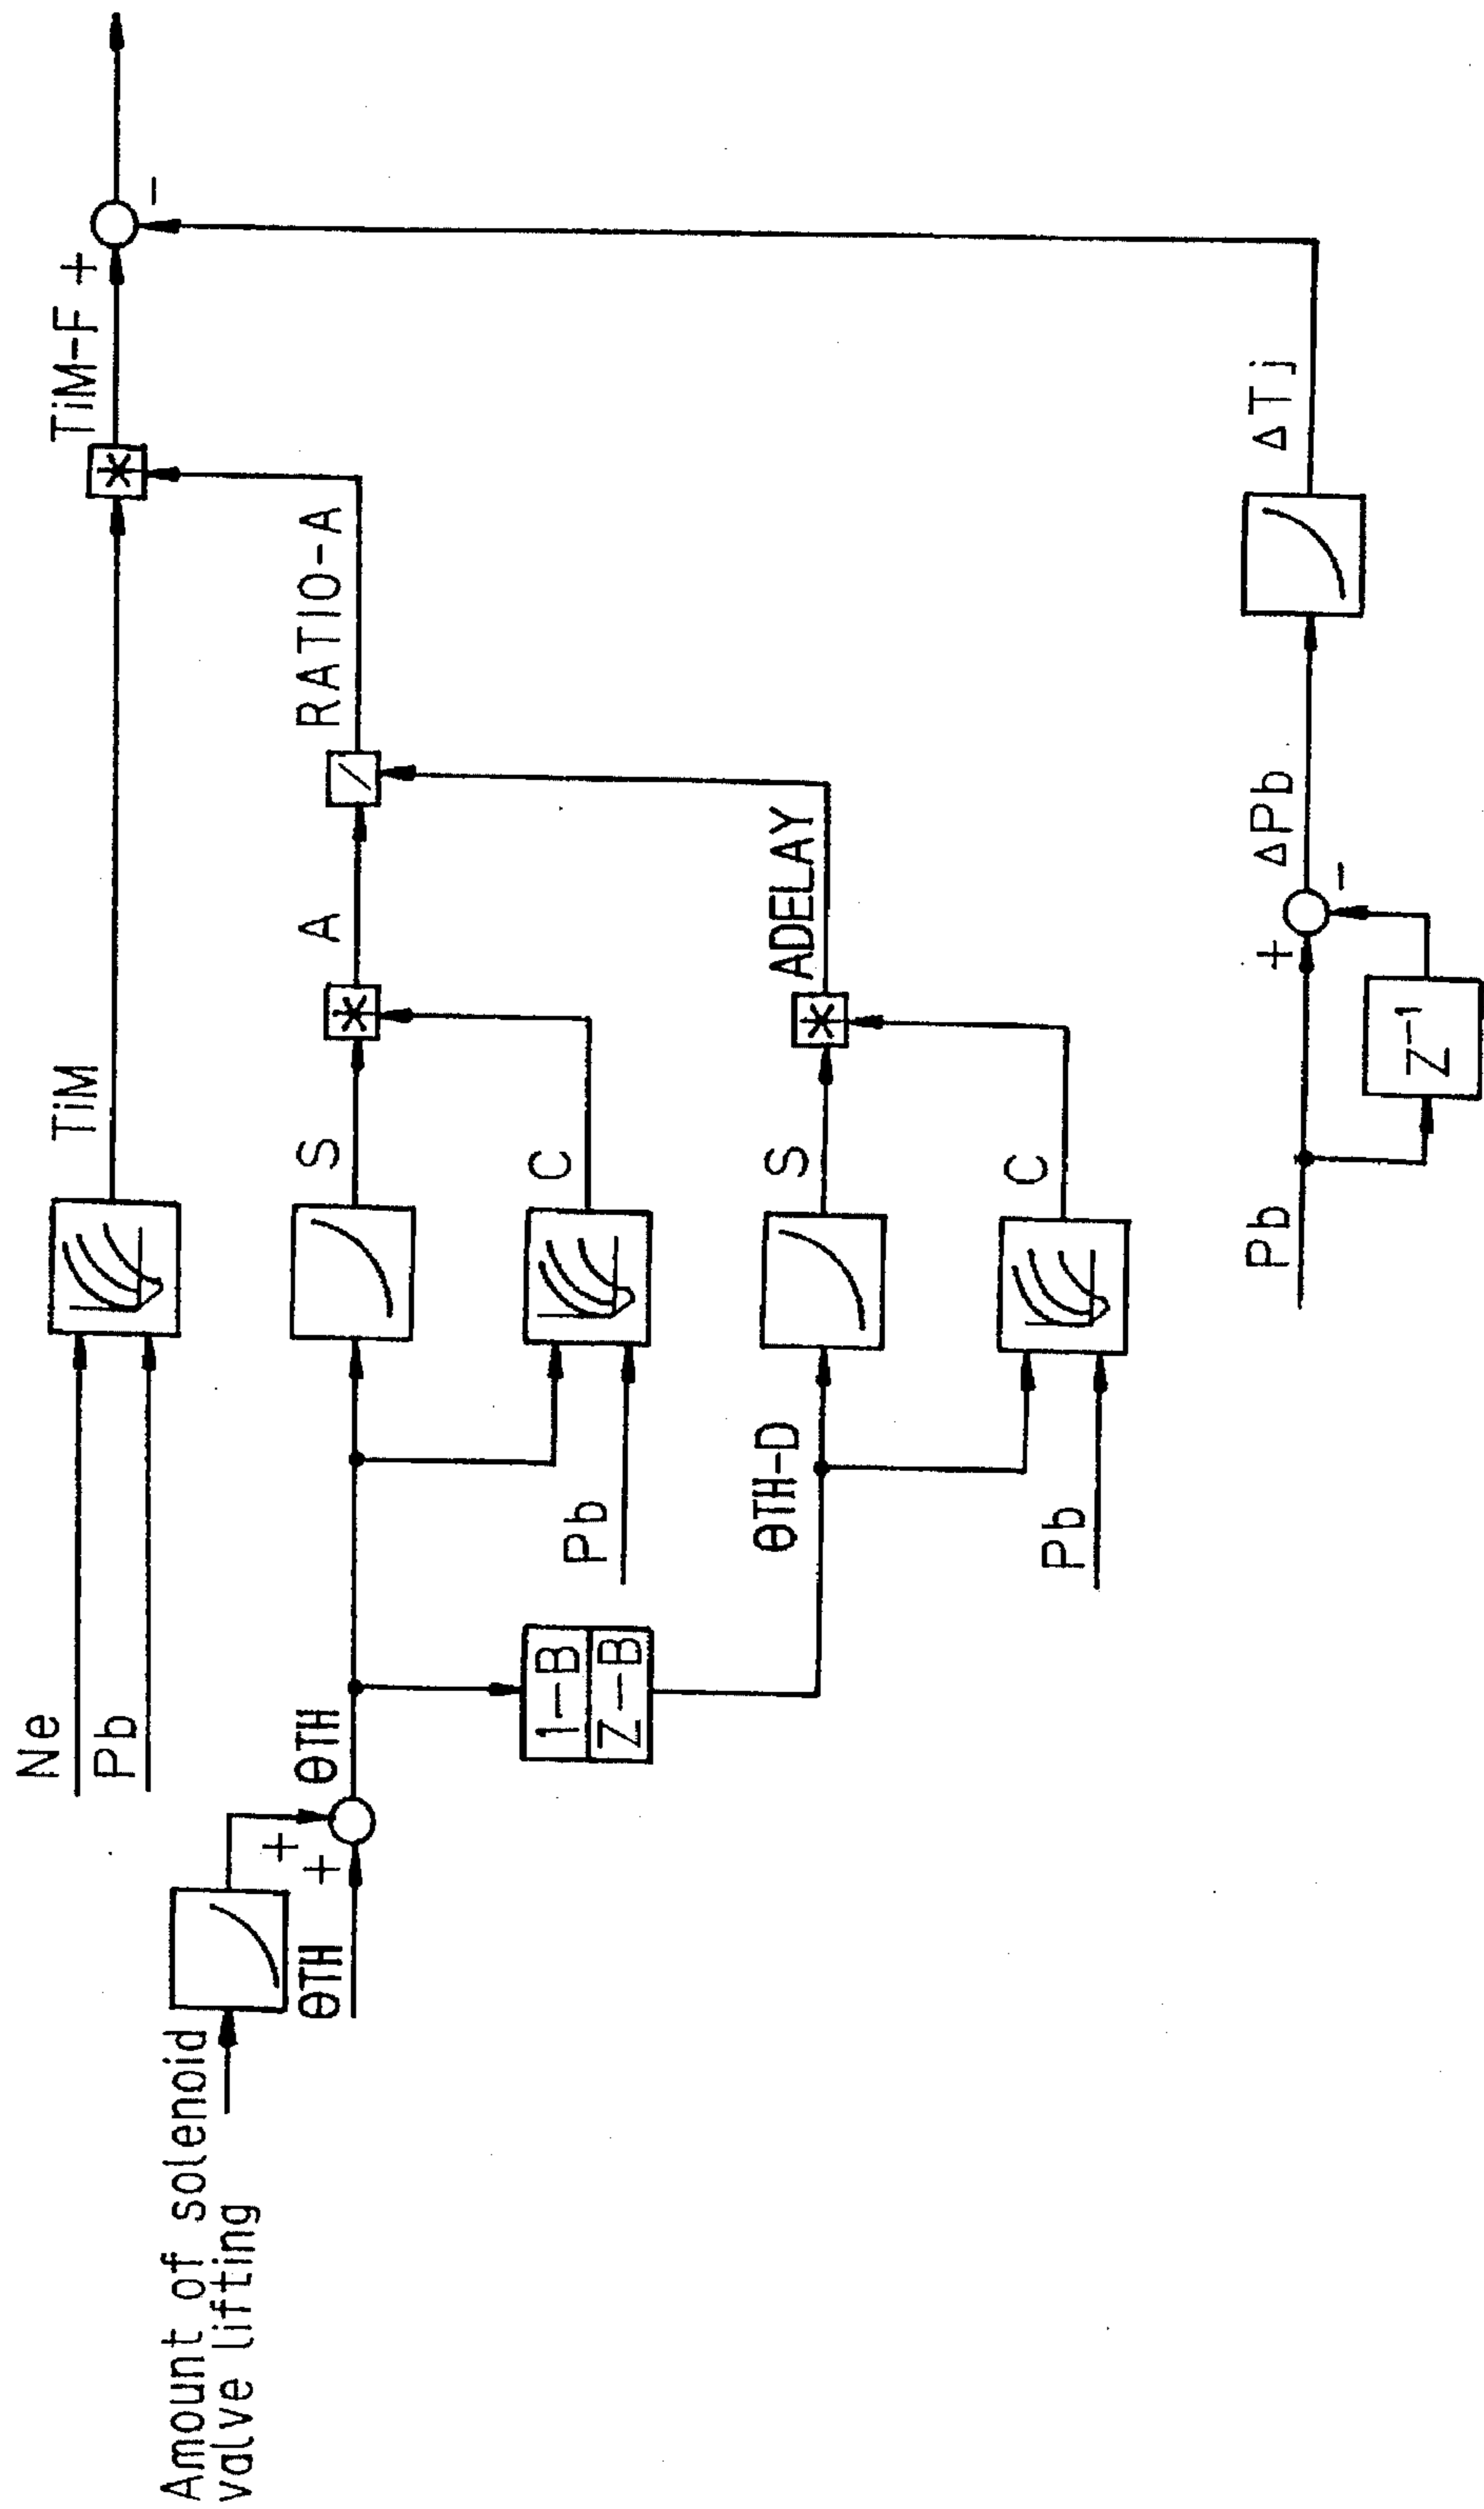 Ne
Pb
TiM
TiM-F
+
-
Amount of solenoid
valve lifting
+
+
θTH
θTH
S
*
A
/
RATIO-A
*
C
Pb
1-B
Z-B
θTH-D
S
*
ADELAY
C
Pb
Pb
+
-
ΔPb
ΔTj
Z-1